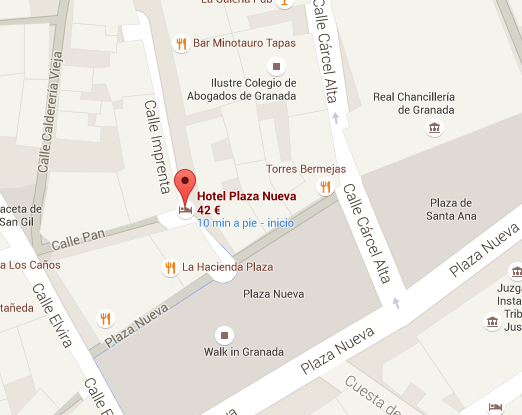 La Galería Pub
Bar Minotauro Tapas
Calle Calderería Vieja
Calle Imprenta
Calle Cárcel Alta
Ilustre Colegio de
Abogados de Granada
Real Chancillería
de Granada
Torres Bermejas
Hotel Plaza Nueva
42 €
10 min a pie - inicio
Calle Cárcel Alta
Plaza de
Santa Ana
aceta de
San Gil
Calle Pan
a Los Caños
La Hacienda Plaza
Plaza Nueva
Plaza Nueva
Juzga
Insta
Trib
Jus
tañeda
Calle Elvira
Plaza Nueva
Walk in Granada
Plaza Nueva
Calle E
Cuesta de